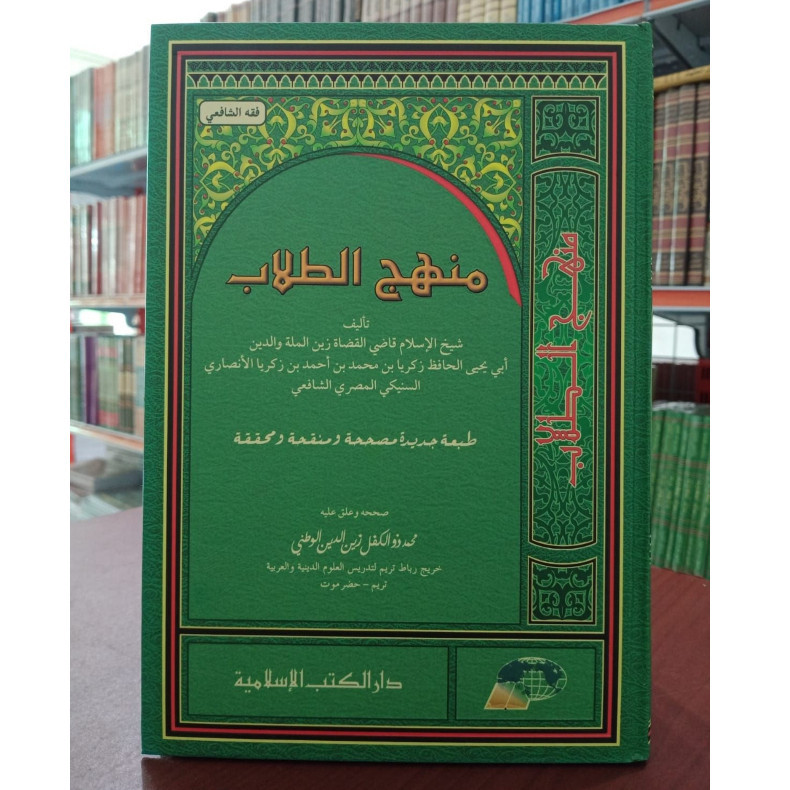 فقه الشافعي
منهج الطلاب
تأليف
شيخ الإسلام قاضي القضاة زين الملة والدين
أبي يحيى الحافظ زكريا بن محمد بن أحمد بن زكريا الأنصاري
السنيكي المصري الشافعي
طبعة جديدة مصححة ومنقحة ومحققة
صححه وعلق عليه
محمد ذو الكفل زين الدين الوطني
خريج رباط تريم لتدريس العلوم الدينية والعربية
تريم - حضرموت
دار الكتب الإسلامية
منهج الطلاب